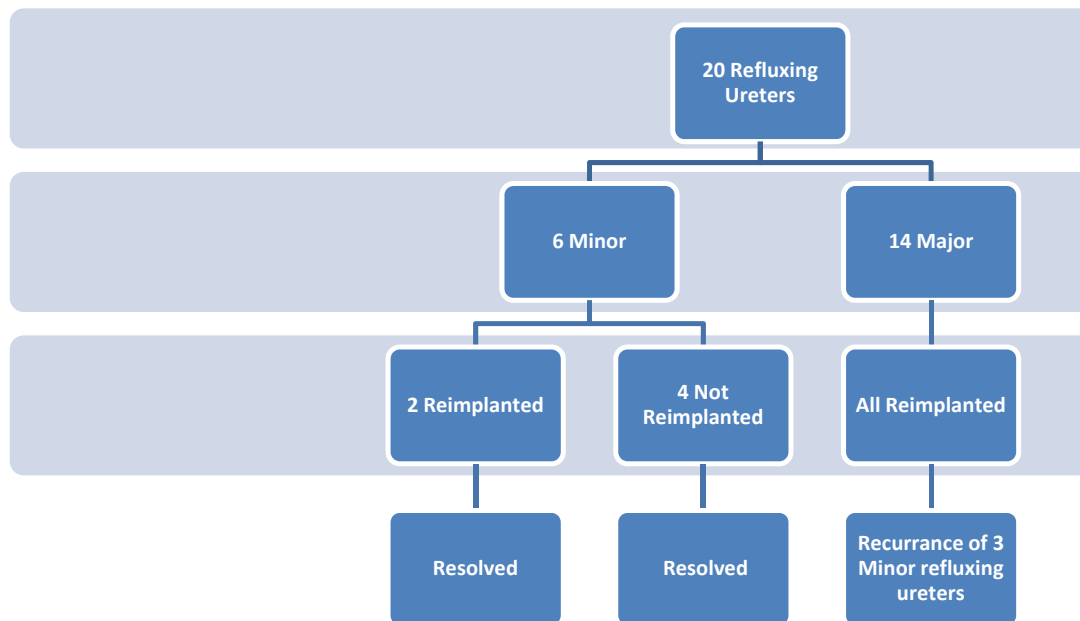 20 Refluxing
Ureters
6 Minor
14 Major
2 Reimplanted
4 Not
Reimplanted
All Reimplanted
Resolved
Resolved
Recurrance of 3
Minor refluxing
ureters